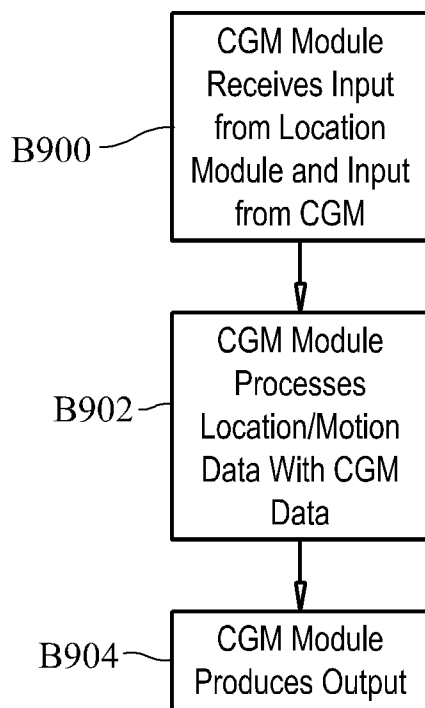 CGM Module
Receives Input
from Location
Module and Input
from CGM
B900
CGM Module
Processes
Location/Motion
Data With CGM
Data
B902
CGM Module
Produces Output
B904